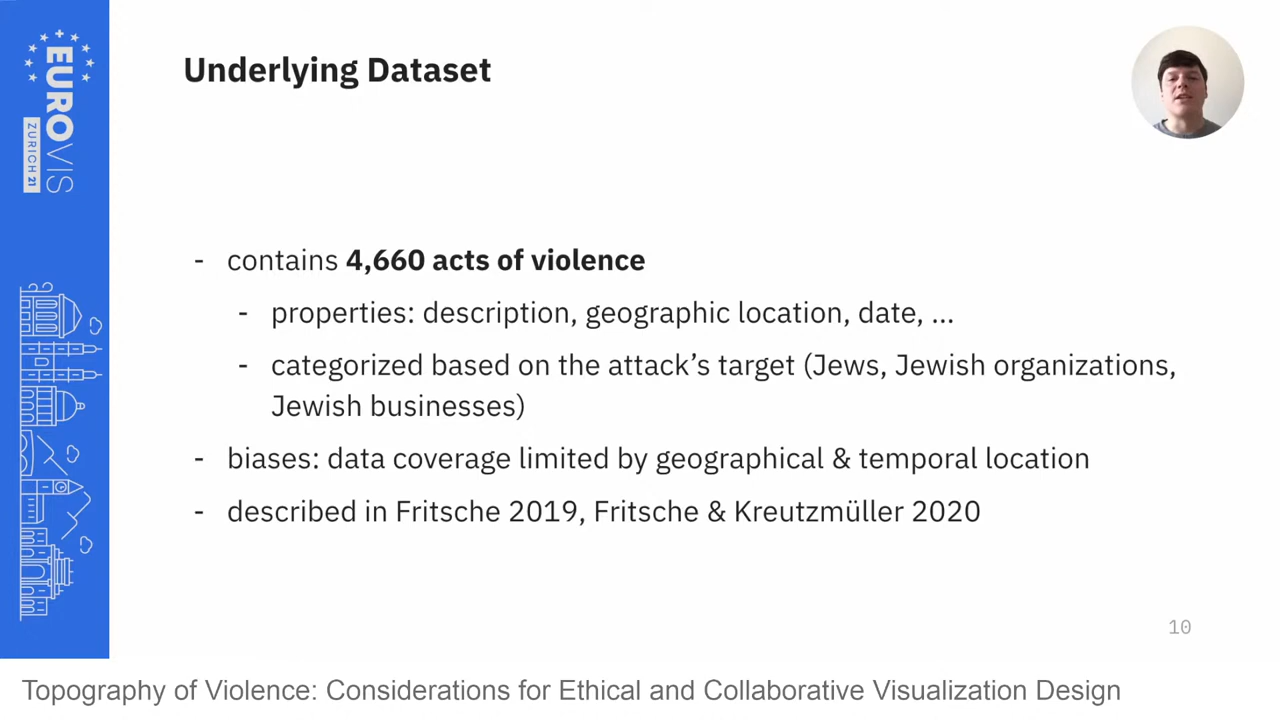 EUROVIS
ZURICH 21
Underlying Dataset
- contains 4,660 acts of violence
- properties: description, geographic location, date, ...
- categorized based on the attack's target (Jews, Jewish organizations,
Jewish businesses)
- biases: data coverage limited by geographical & temporal location
- described in Fritsche 2019, Fritsche & Kreutzmüller 2020
10
Topography of Violence: Considerations for Ethical and Collaborative Visualization Design